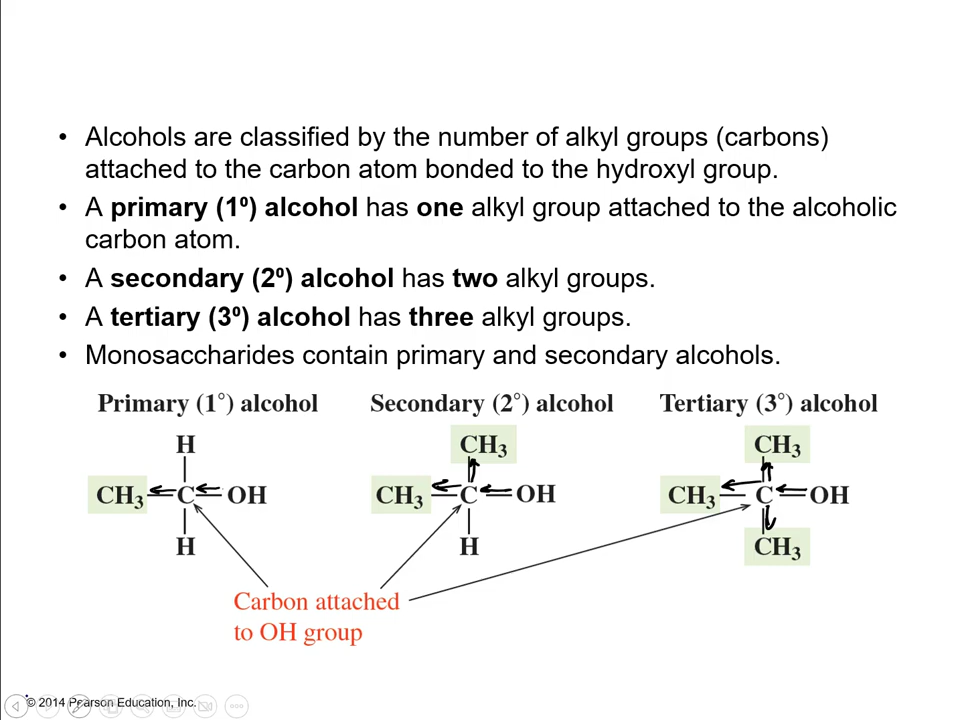 • Alcohols are classified by the number of alkyl groups (carbons)
attached to the carbon atom bonded to the hydroxyl group.
• A primary (1⁰) alcohol has one alkyl group attached to the alcoholic
carbon atom.
• A secondary (2⁰) alcohol has two alkyl groups.
• A tertiary (3⁰) alcohol has three alkyl groups.
• Monosaccharides contain primary and secondary alcohols.
Primary (1°) alcohol Secondary (2°) alcohol Tertiary (3°) alcohol
H CH₃ CH₃
CH₃—C—OH CH₃—C—OH CH₃—C—OH
H H CH₃
Carbon attached
to OH group
© 2014 Pearson Education, Inc.